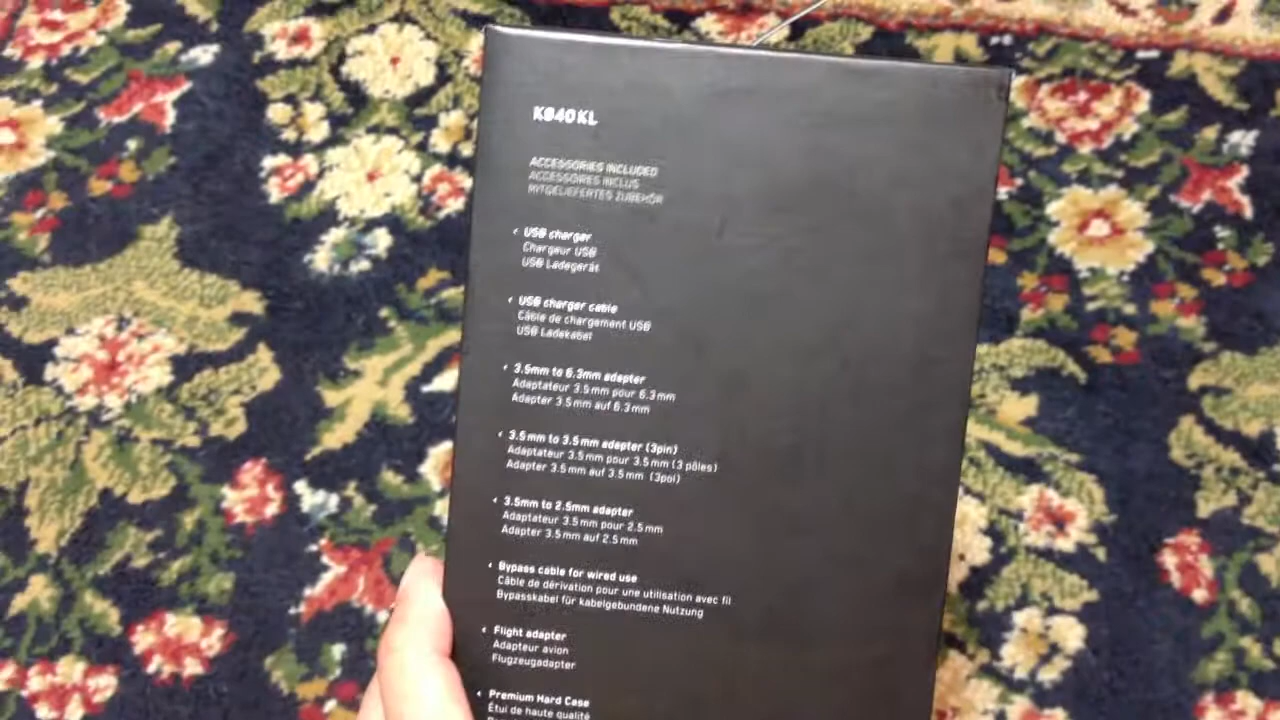 K840KL
ACCESSORIES INCLUDED
ACCESSOIRES INCLUS
MITGELIEFERTES ZUBEHÖR
USB charger
Chargeur USB
USB Ladegerät
USB charger cable
Câble de chargement USB
USB Ladekabel
3.5mm to 6.3mm adapter
Adaptateur 3.5mm pour 6.3mm
Adapter 3.5mm auf 6.3mm
3.5mm to 3.5mm adapter (3pin)
Adaptateur 3.5mm pour 3.5mm (3 pôles)
Adapter 3.5mm auf 3.5mm (3pol)
3.5mm to 2.5mm adapter
Adaptateur 3.5mm pour 2.5mm
Adapter 3.5mm auf 2.5mm
Bypass cable for wired use
Câble de dérivation pour une utilisation avec fil
Bypasskabel für kabelgebundene Nutzung
Flight adapter
Adapteur avion
Flugzeugadapter
Premium Hard Case
Étui de haute qualité